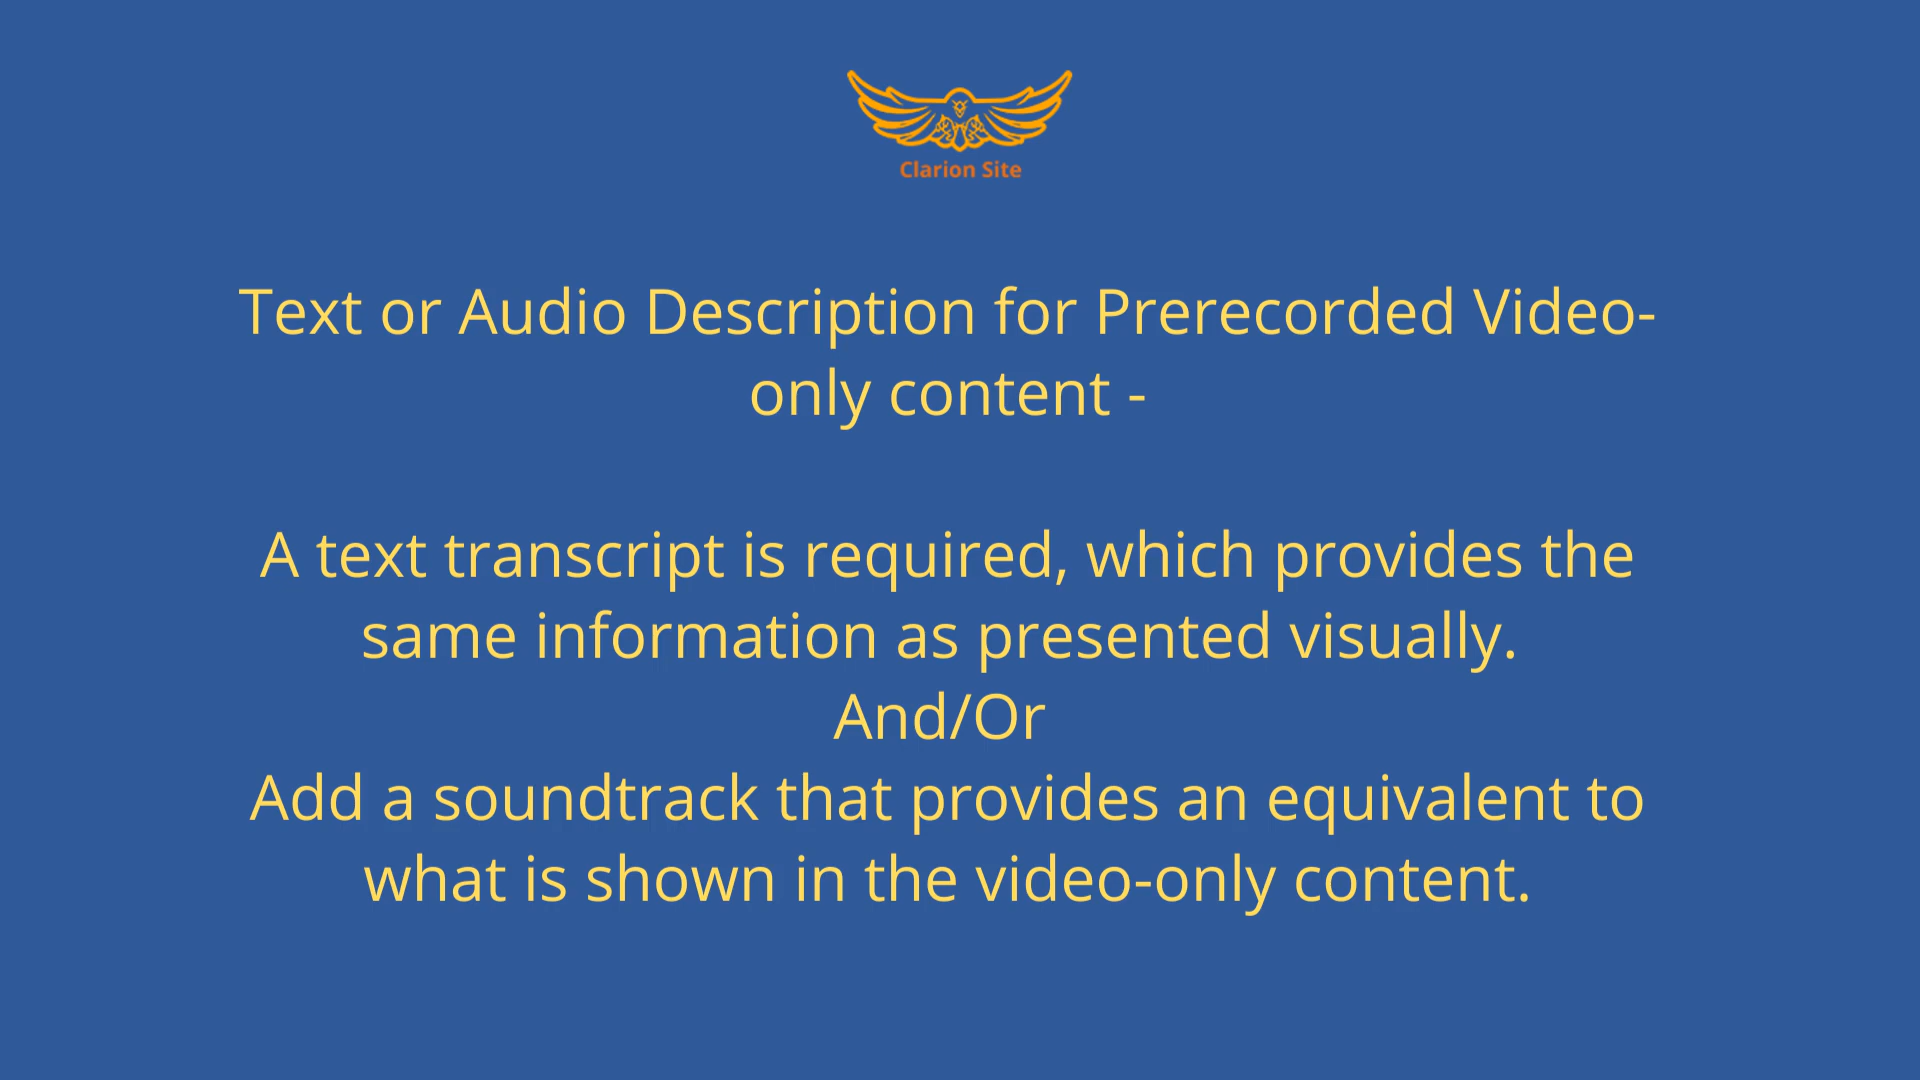 Clarion Site
Text or Audio Description for Prerecorded Video-
only content -
A text transcript is required, which provides the
same information as presented visually.
And/Or
Add a soundtrack that provides an equivalent to
what is shown in the video-only content.